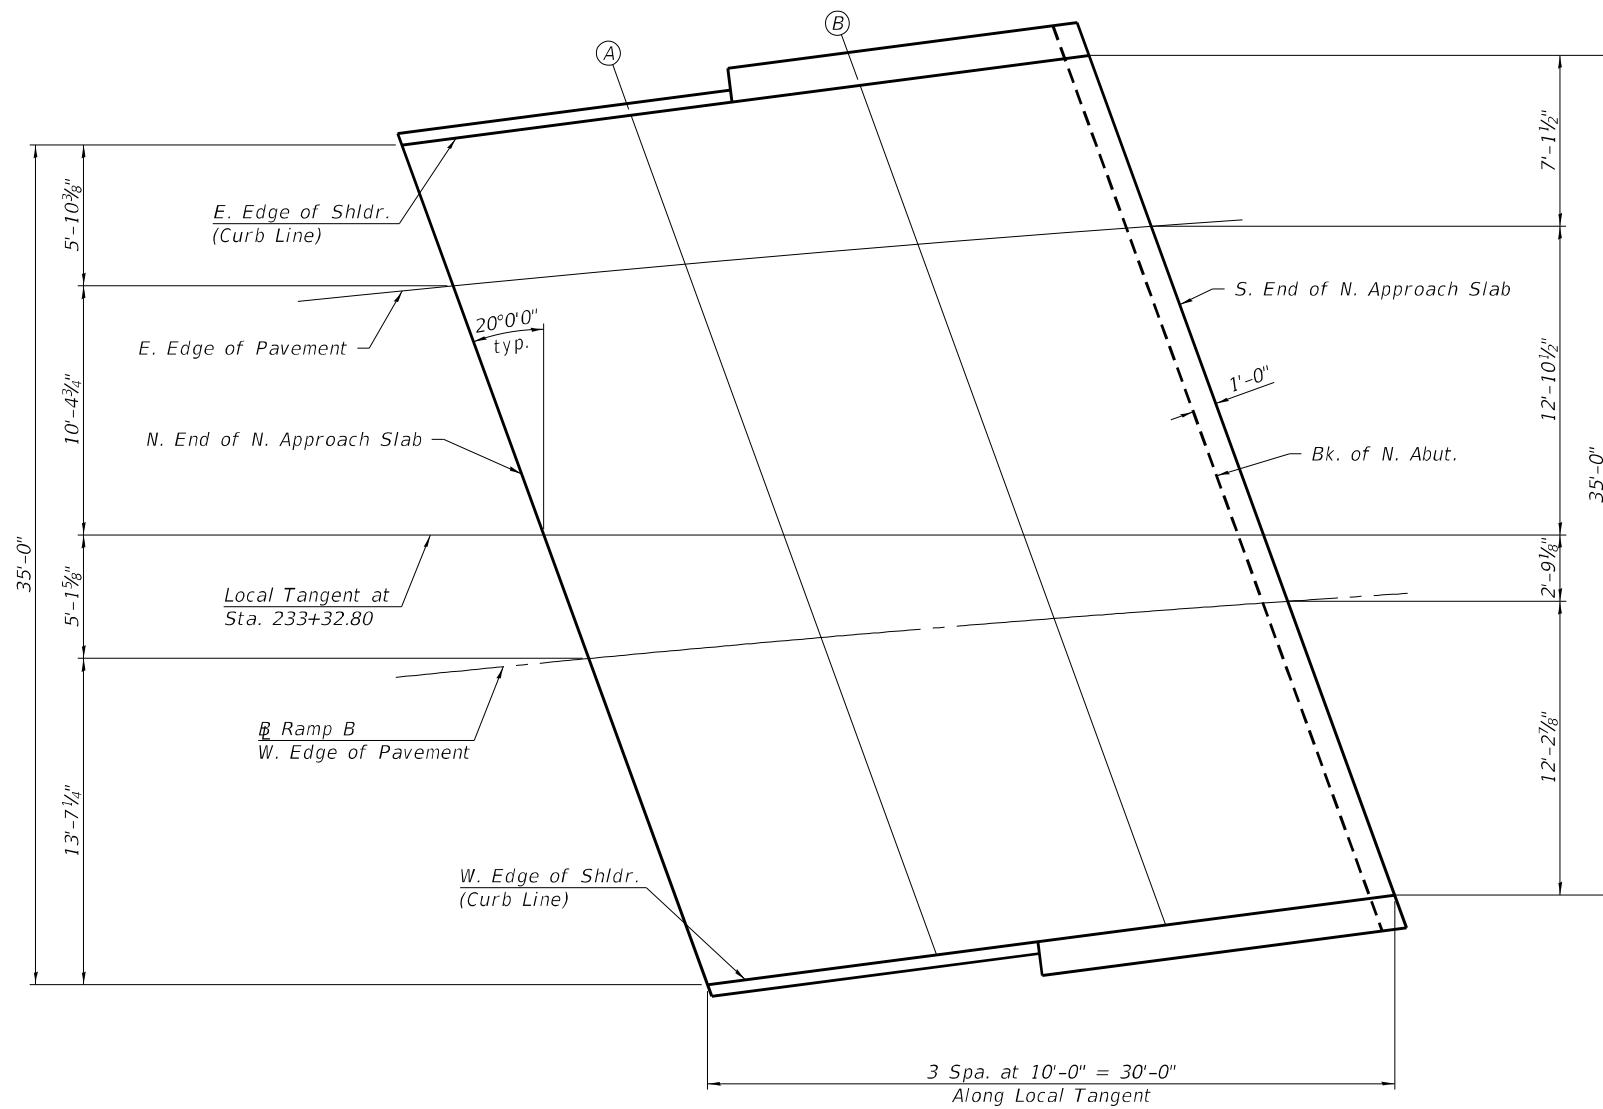 A
B
5'-10⅜"
10'-4¾"
5'-1⅝"
13'-7¼"
35'-0"
E. Edge of Shldr.
(Curb Line)
E. Edge of Pavement
20°0'0"
typ.
N. End of N. Approach Slab
Local Tangent at
Sta. 233+32.80
℄ Ramp B
W. Edge of Pavement
W. Edge of Shldr.
(Curb Line)
S. End of N. Approach Slab
1'-0"
Bk. of N. Abut.
7'-1½"
12'-10½"
2'-9⅛"
12'-2⅞"
35'-0"
3 Spa. at 10'-0" = 30'-0"
Along Local Tangent